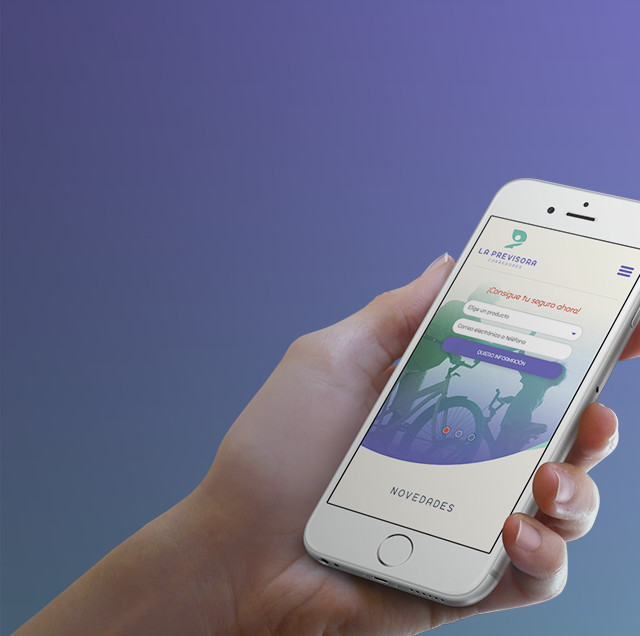 LA PREVISORA
CORREDORES
¡Consigue tu seguro ahora!
Elige un producto
Correo electrónico o teléfono
QUIERO INFORMACIÓN
NOVEDADES